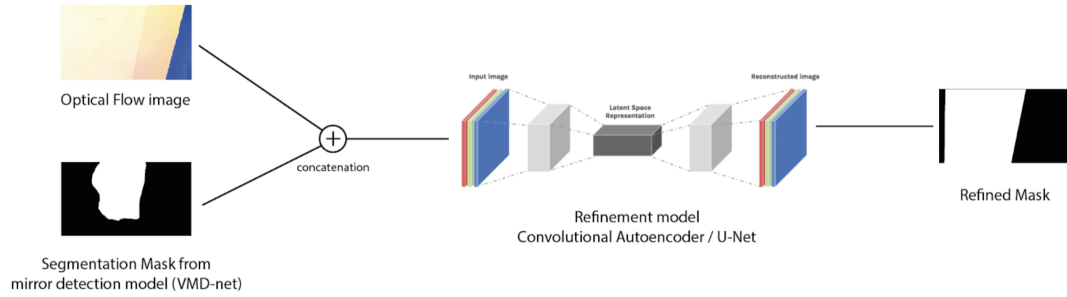 Optical Flow image
Segmentation Mask from
mirror detection model (VMD-net)
+
concatenation
Input image
Latent Space
Representation
Reconstructed image
Refinement model
Convolutional Autoencoder / U-Net
Refined Mask